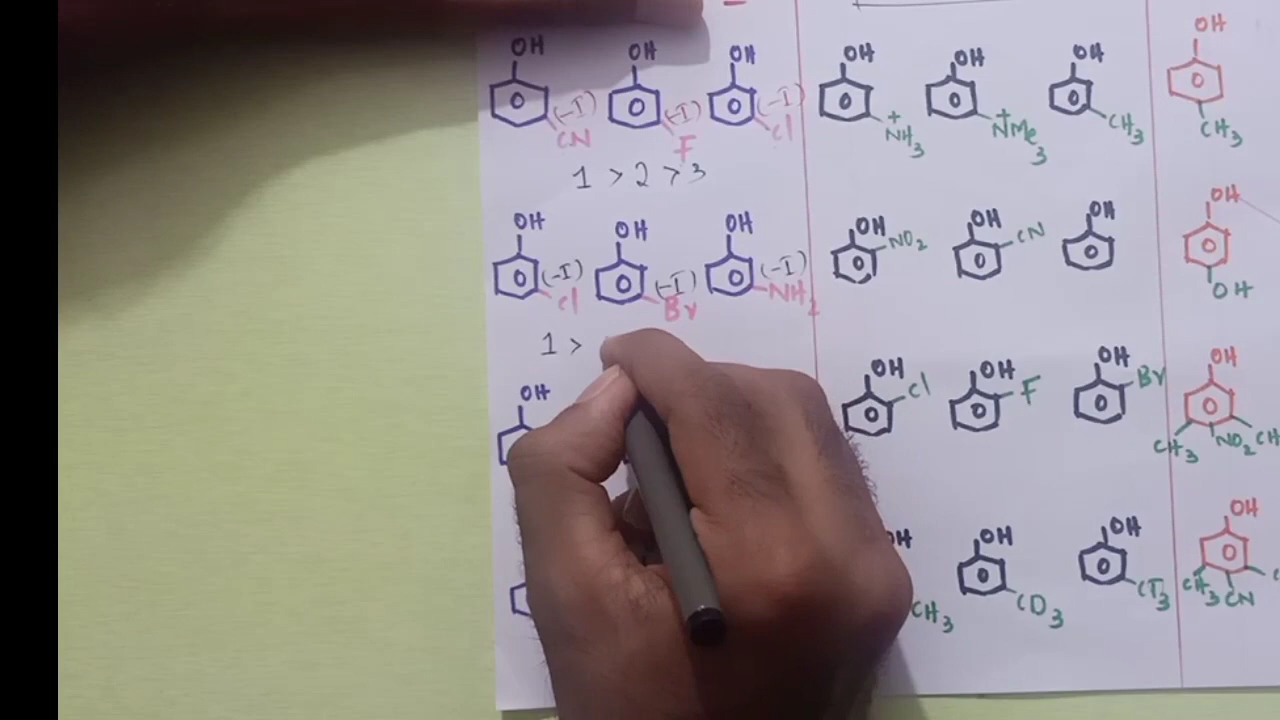 OH OH OH
(-I) CN (-I) F (-I) Cl
1 > 2 > 3
OH OH OH
(-I) Cl (-I) Br (-I) NH2
1 >
OH
OH OH OH
+NH3 +NMe3 CH3
OH NO2 OH CN OH
OH Cl OH F OH Br
OH OH OH
CH3 CD3 CT3
OH
CH3
OH
OH
OH
CH3 NO2 CH
OH
CH3 CN